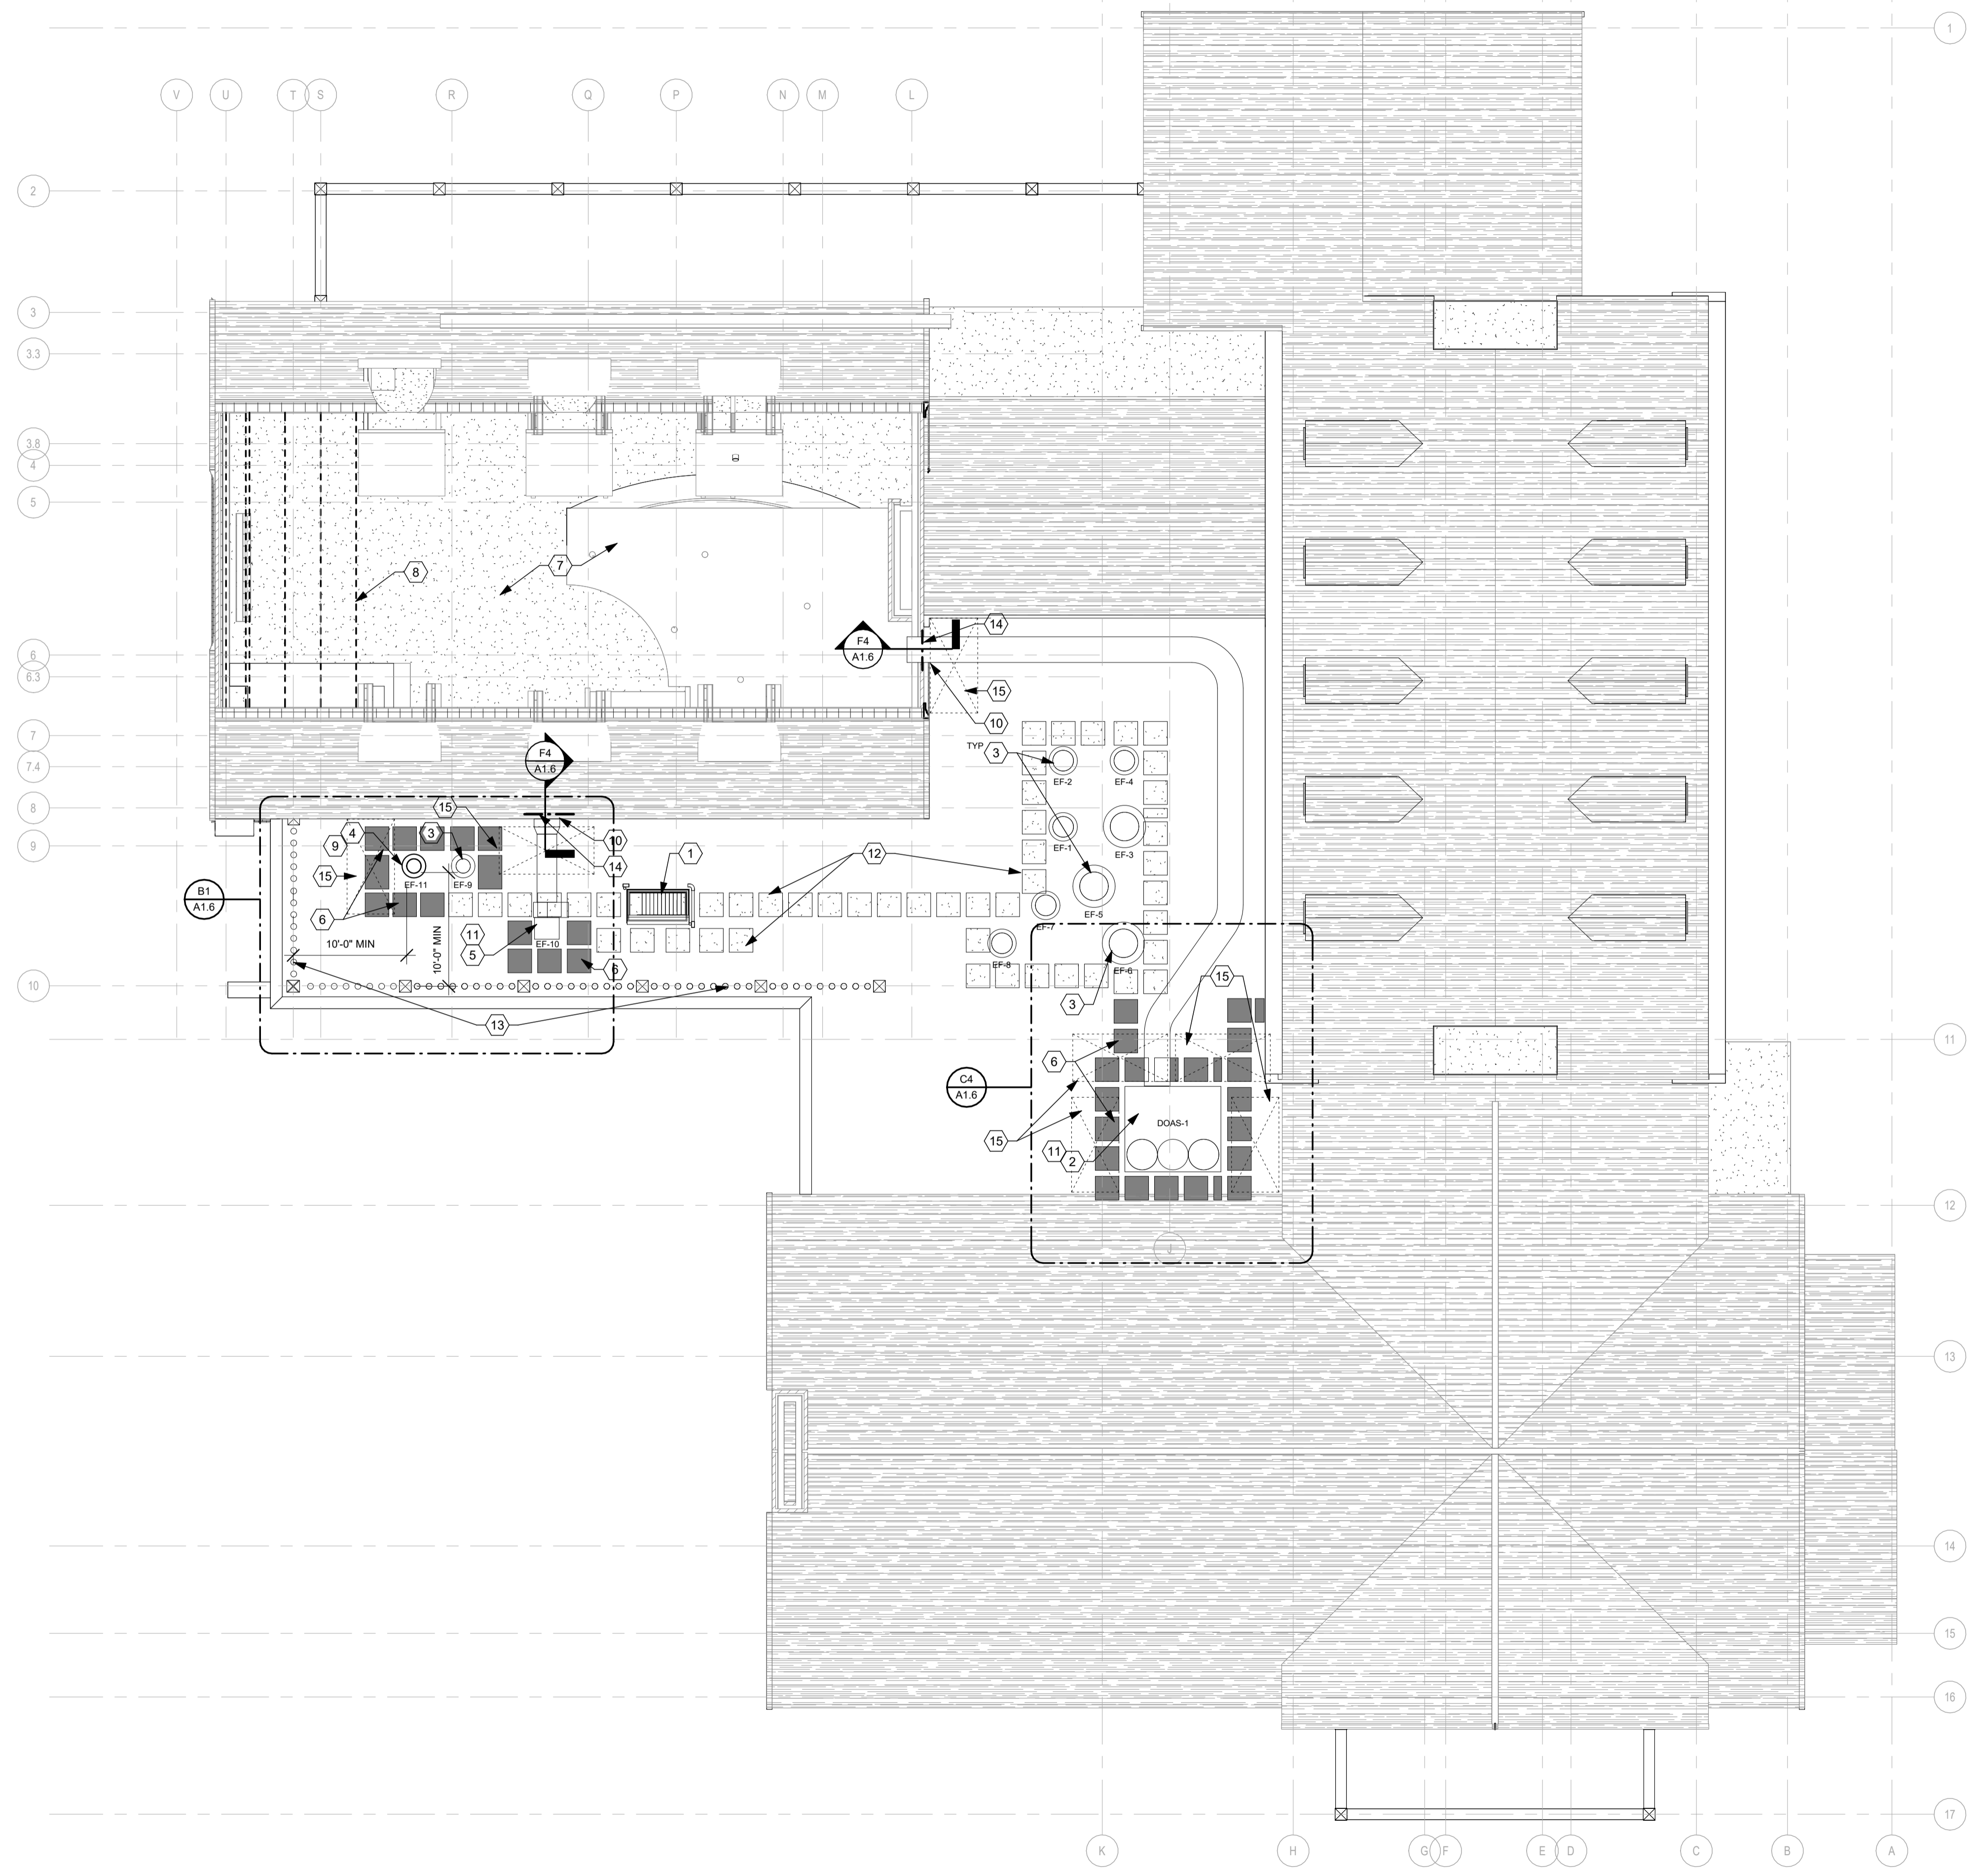 1
V
U
T
S
R
Q
P
N
M
L
2
3
3.3
3.8
4
5
7
8
6
6.3
F4
A1.6
14
15
10
7
7.4
8
F4
A1.6
TYP
3
EF-2
EF-4
15
4
3
10
9
9
14
1
12
EF-1
EF-3
15
EF-11
EF-9
B1
A1.6
6
EF-5
EF-7
10'-0" MIN
10'-0" MIN
11
5
EF-10
6
EF-8
EF-6
15
10
13
3
11
6
C4
A1.6
15
DOAS-1
11
2
12
J
13
14
15
16
17
K
H
G
F
E
D
C
B
A